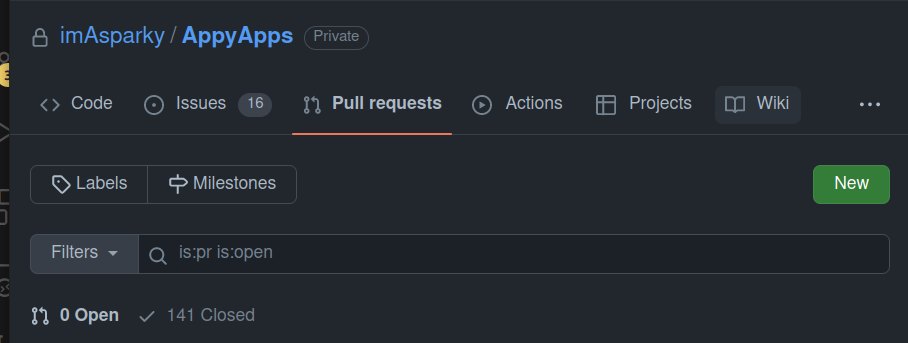 imAsparky / AppyApps Private
Code Issues 16 Pull requests Actions Projects Wiki ...
Labels Milestones New
Filters is:pr is:open
0 Open 141 Closed